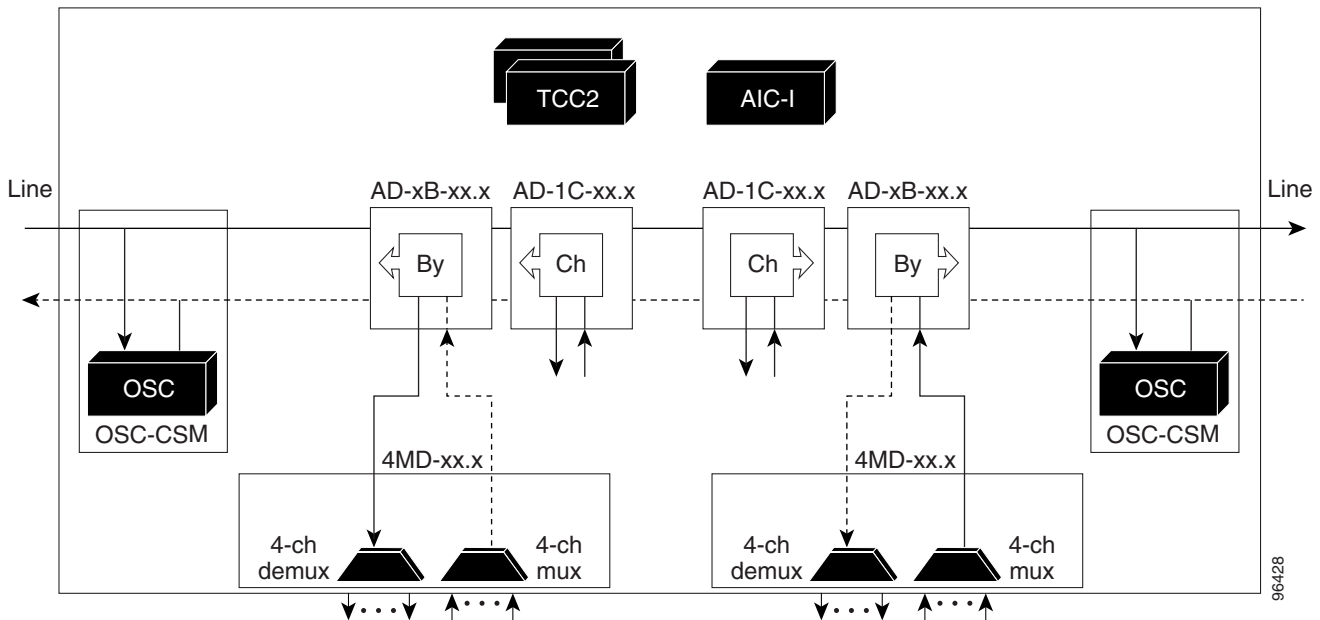 TCC2
AIC-I
Line
AD-xB-xx.x
AD-1C-xx.x
AD-1C-xx.x
AD-xB-xx.x
Line
By
Ch
Ch
By
OSC
OSC-CSM
OSC
OSC-CSM
4MD-xx.x
4MD-xx.x
4-ch
demux
4-ch
mux
4-ch
demux
4-ch
mux
96428